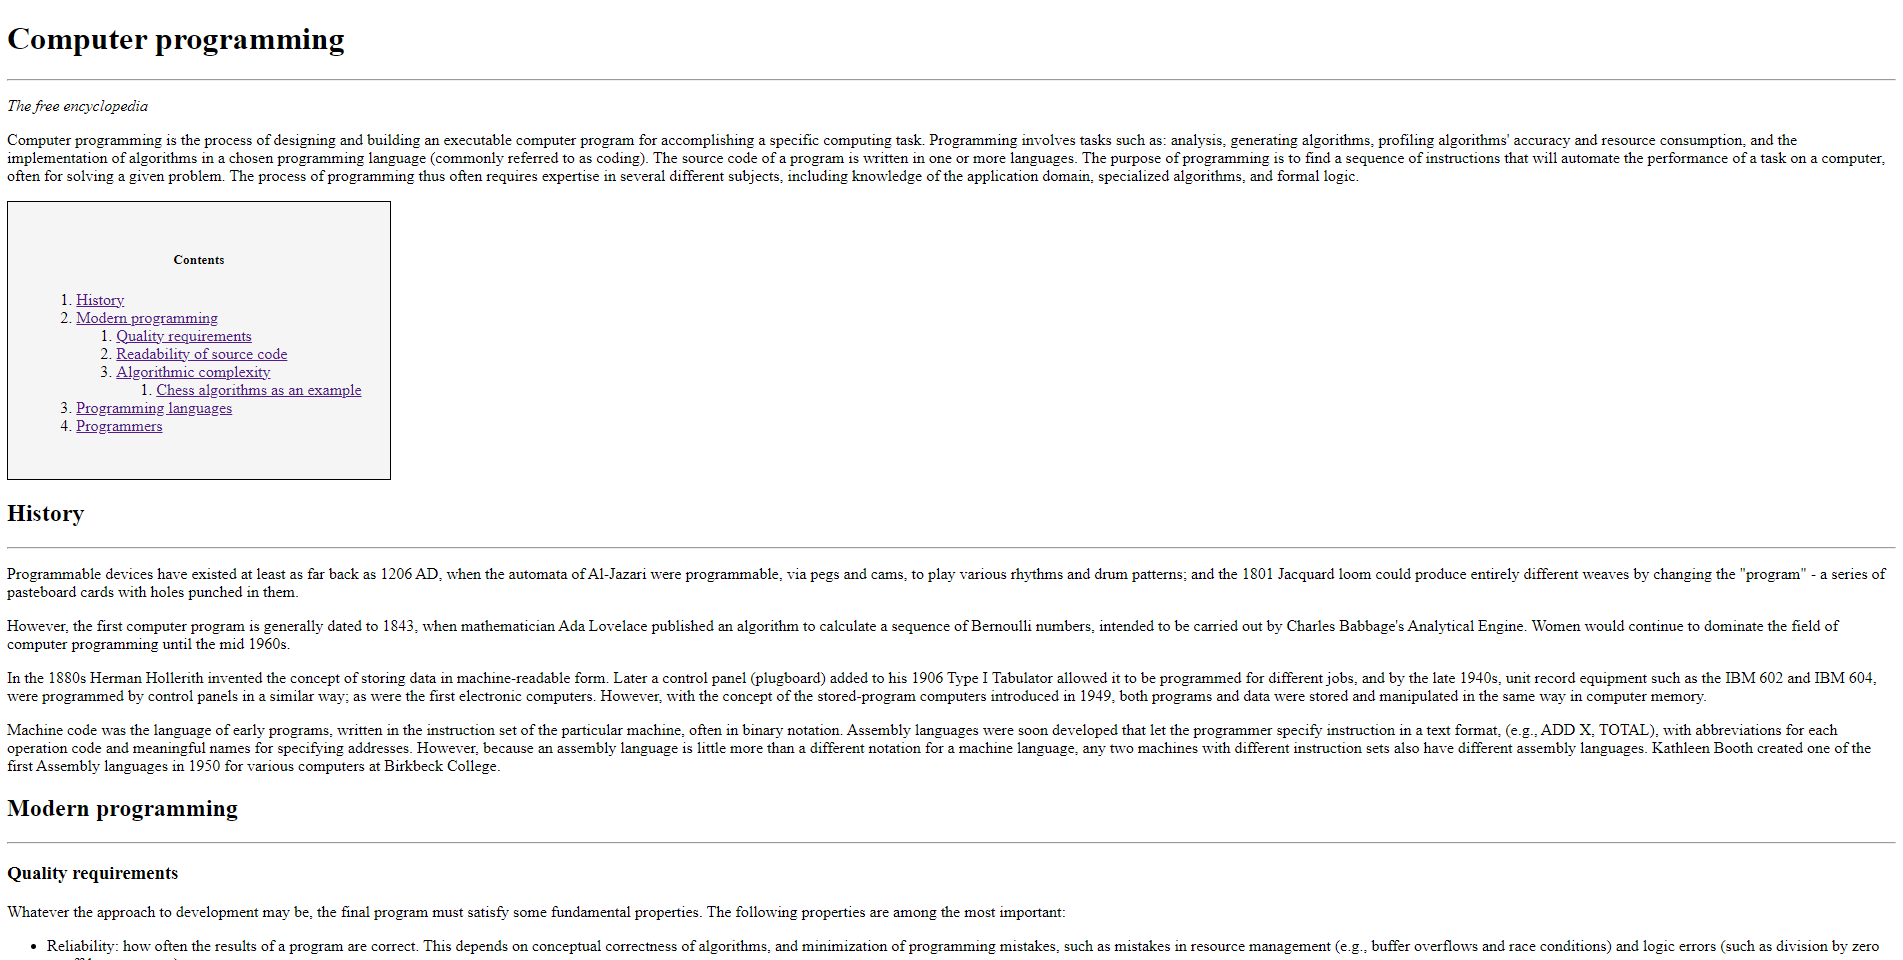 Computer programming
The free encyclopedia
Computer programming is the process of designing and building an executable computer program for accomplishing a specific computing task. Programming involves tasks such as: analysis, generating algorithms, profiling algorithms' accuracy and resource consumption, and the
implementation of algorithms in a chosen programming language (commonly referred to as coding). The source code of a program is written in one or more languages. The purpose of programming is to find a sequence of instructions that will automate the performance of a task on a computer,
often for solving a given problem. The process of programming thus often requires expertise in several different subjects, including knowledge of the application domain, specialized algorithms, and formal logic.
Contents
1. History
2. Modern programming
1. Quality requirements
2. Readability of source code
3. Algorithmic complexity
1. Chess algorithms as an example
3. Programming languages
4. Programmers
History
Programmable devices have existed at least as far back as 1206 AD, when the automata of Al-Jazari were programmable, via pegs and cams, to play various rhythms and drum patterns; and the 1801 Jacquard loom could produce entirely different weaves by changing the "program" - a series of
pasteboard cards with holes punched in them.
However, the first computer program is generally dated to 1843, when mathematician Ada Lovelace published an algorithm to calculate a sequence of Bernoulli numbers, intended to be carried out by Charles Babbage's Analytical Engine. Women would continue to dominate the field of
computer programming until the mid 1960s.
In the 1880s Herman Hollerith invented the concept of storing data in machine-readable form. Later a control panel (plugboard) added to his 1906 Type I Tabulator allowed it to be programmed for different jobs, and by the late 1940s, unit record equipment such as the IBM 602 and IBM 604,
were programmed by control panels in a similar way; as were the first electronic computers. However, with the concept of the stored-program computers introduced in 1949, both programs and data were stored and manipulated in the same way in computer memory.
Machine code was the language of early programs, written in the instruction set of the particular machine, often in binary notation. Assembly languages were soon developed that let the programmer specify instruction in a text format, (e.g., ADD X, TOTAL), with abbreviations for each
operation code and meaningful names for specifying addresses. However, because an assembly language is little more than a different notation for a machine language, any two machines with different instruction sets also have different assembly languages. Kathleen Booth created one of the
first Assembly languages in 1950 for various computers at Birkbeck College.
Modern programming
Quality requirements
Whatever the approach to development may be, the final program must satisfy some fundamental properties. The following properties are among the most important:
• Reliability: how often the results of a program are correct. This depends on conceptual correctness of algorithms, and minimization of programming mistakes, such as mistakes in resource management (e.g., buffer overflows and race conditions) and logic errors (such as division by zero